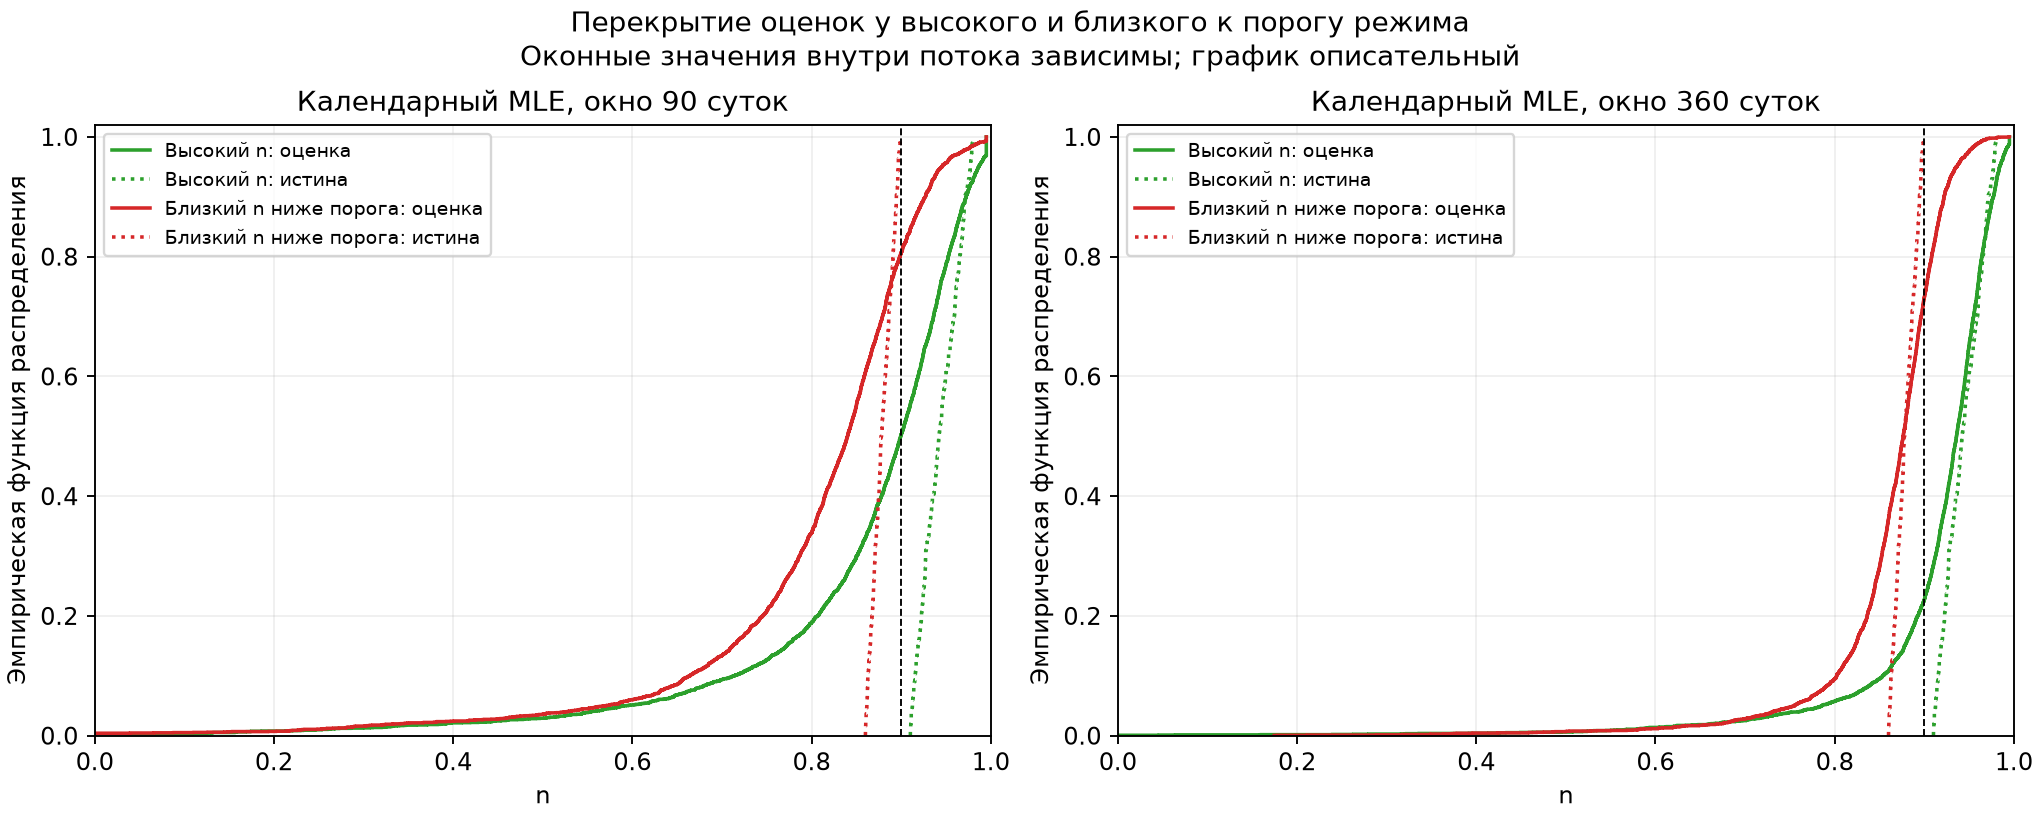 Перекрытие оценок у высокого и близкого к порогу режима
Оконные значения внутри потока зависимы; график описательный
Календарный MLE, окно 90 суток
Эмпирическая функция распределения
1.0
0.8
0.6
0.4
0.2
0.0
Высокий n: оценка
Высокий n: истина
Близкий n ниже порога: оценка
Близкий n ниже порога: истина
0.0 0.2 0.4 0.6 0.8 1.0
n
Календарный MLE, окно 360 суток
Эмпирическая функция распределения
1.0
0.8
0.6
0.4
0.2
0.0
Высокий n: оценка
Высокий n: истина
Близкий n ниже порога: оценка
Близкий n ниже порога: истина
0.0 0.2 0.4 0.6 0.8 1.0
n